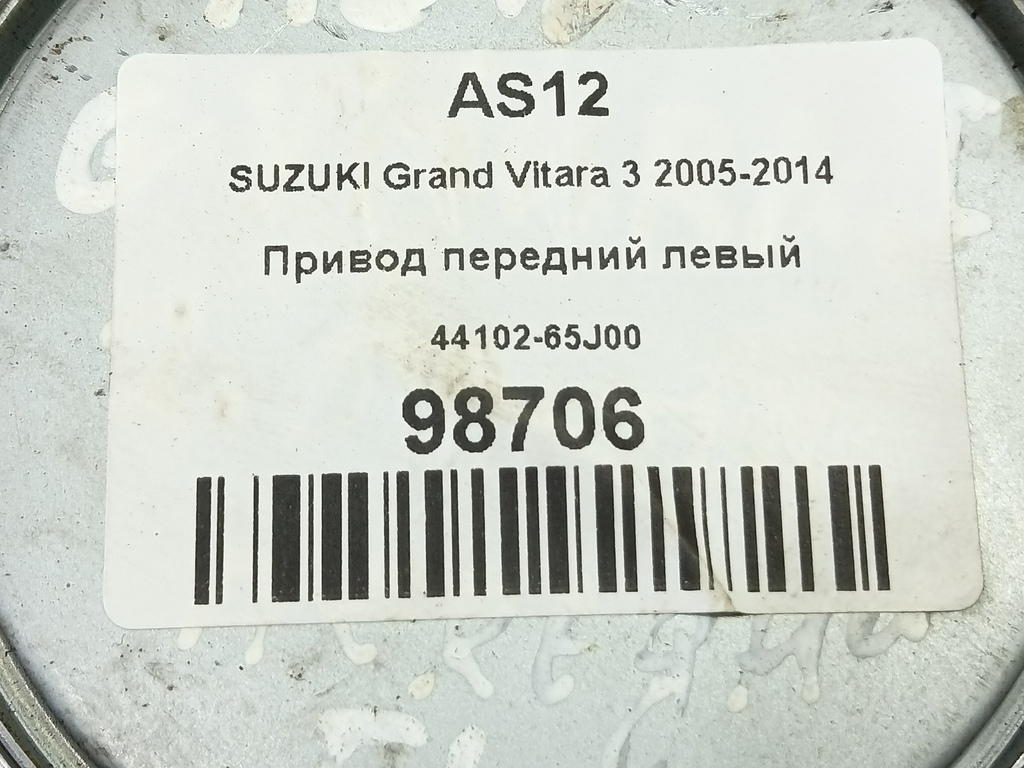 AS12
SUZUKI Grand Vitara 3 2005-2014
Привод передний левый
44102-65J00
98706